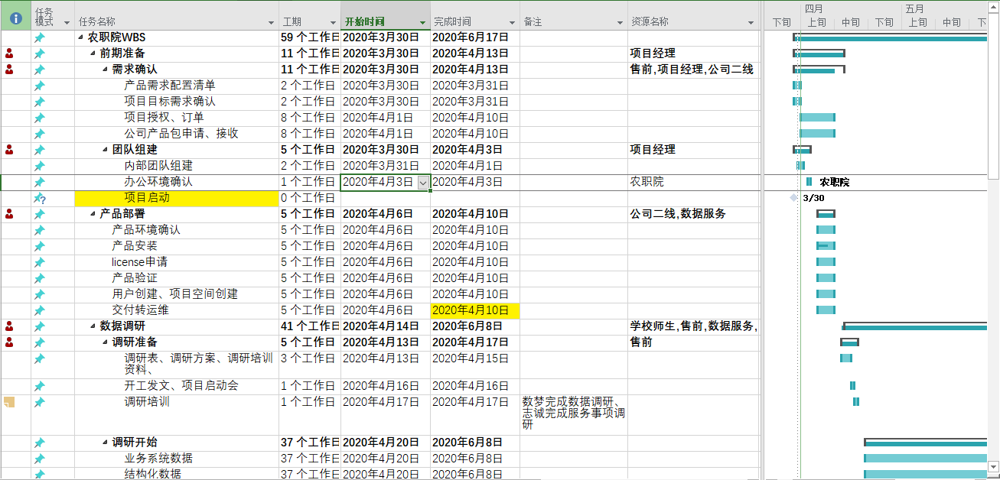 任务
模式 任务名称 工期 开始时间 完成时间 备注 资源名称 四月 五月
下旬 上旬 中旬 下旬 上旬 中旬 下
农职院WBS 59 个工作日 2020年3月30日 2020年6月17日
前期准备 11 个工作日 2020年3月30日 2020年4月13日 项目经理
需求确认 11 个工作日 2020年3月30日 2020年4月13日 售前,项目经理,公司二线
产品需求配置清单 2 个工作日 2020年3月30日 2020年3月31日
项目目标需求确认 2 个工作日 2020年3月30日 2020年3月31日
项目授权、订单 8 个工作日 2020年4月1日 2020年4月10日
公司产品包申请、接收 8 个工作日 2020年4月1日 2020年4月10日
团队组建 5 个工作日 2020年3月30日 2020年4月3日 项目经理
内部团队组建 2 个工作日 2020年3月31日 2020年4月1日
办公环境确认 1 个工作日 2020年4月3日 2020年4月3日 农职院 农职院
项目启动 0 个工作日 3/30
产品部署 5 个工作日 2020年4月6日 2020年4月10日 公司二线,数据服务
产品环境确认 5 个工作日 2020年4月6日 2020年4月10日
产品安装 5 个工作日 2020年4月6日 2020年4月10日
license申请 5 个工作日 2020年4月6日 2020年4月10日
产品验证 5 个工作日 2020年4月6日 2020年4月10日
用户创建、项目空间创建 5 个工作日 2020年4月6日 2020年4月10日
交付转运维 5 个工作日 2020年4月6日 2020年4月10日
数据调研 41 个工作日 2020年4月14日 2020年6月8日 学校师生,售前,数据服务,
调研准备 5 个工作日 2020年4月13日 2020年4月17日 售前
调研表、调研方案、调研培训 3 个工作日 2020年4月13日 2020年4月15日
资料、
开工发文、项目启动会 1 个工作日 2020年4月16日 2020年4月16日
调研培训 1 个工作日 2020年4月17日 2020年4月17日 数梦完成数据调研、
志诚完成服务事项调
研
调研开始 37 个工作日 2020年4月20日 2020年6月8日
业务系统数据 37 个工作日 2020年4月20日 2020年6月8日
结构化数据 37 个工作日 2020年4月20日 2020年6月8日